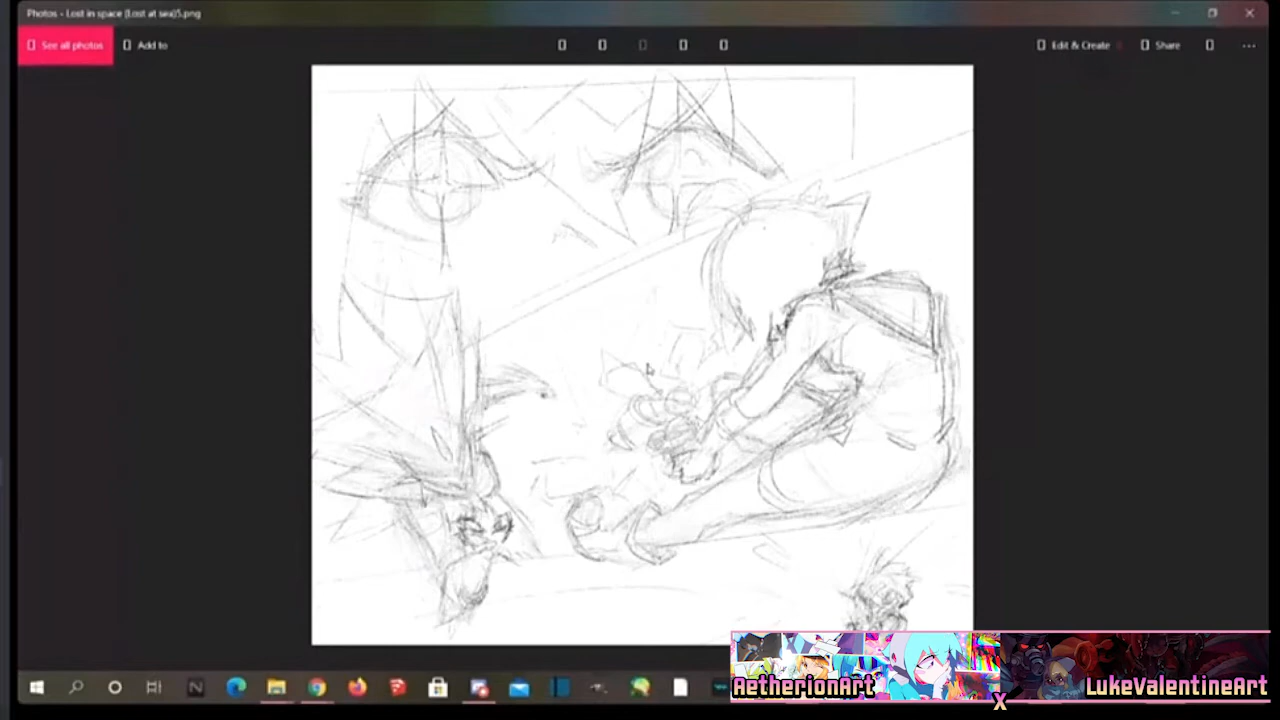 Photos - Lost in space (Lost at sea)5.png
See all photos
Add to
Edit & Create
Share
AetherionArt
X
LukeValentineArt